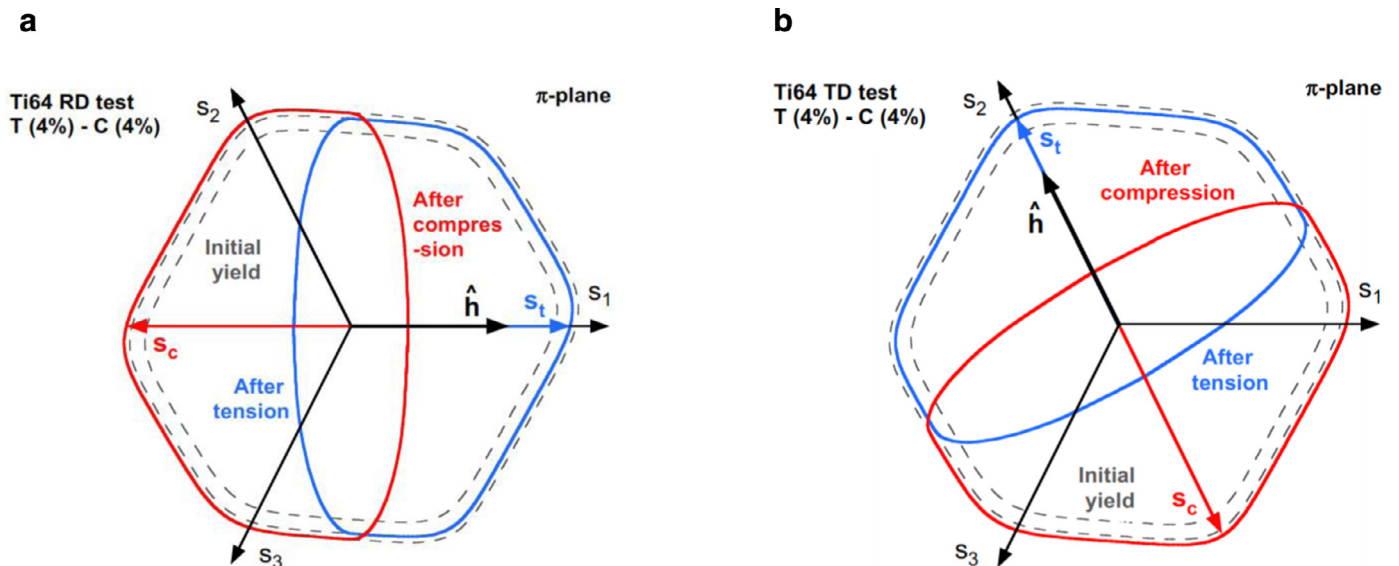 a
Ti64 RD test
T (4%) - C (4%)
π-plane
S2
Initial
yield
After
compres
-sion
ĥ
st
S1
sc
After
tension
S3
b
Ti64 TD test
T (4%) - C (4%)
π-plane
S2
st
After
compression
ĥ
S1
After
tension
Initial
yield
sc
S3